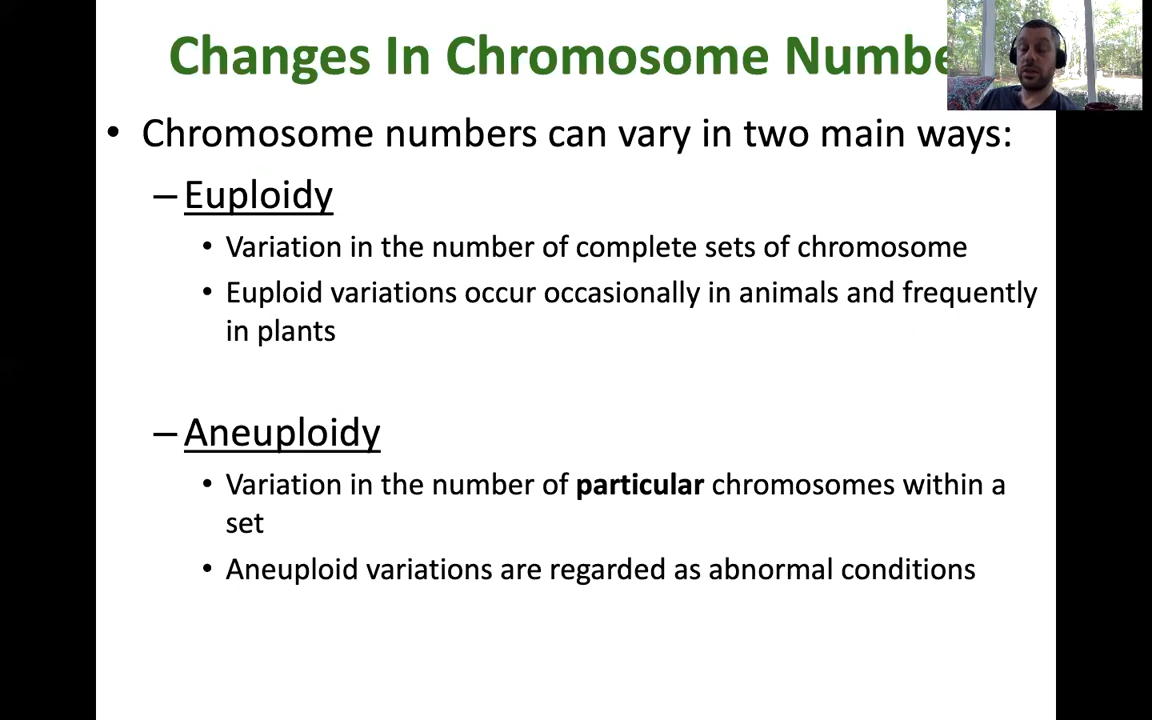 Changes In Chromosome Numbe
• Chromosome numbers can vary in two main ways:
– Euploidy
• Variation in the number of complete sets of chromosome
• Euploid variations occur occasionally in animals and frequently
in plants
– Aneuploidy
• Variation in the number of particular chromosomes within a
set
• Aneuploid variations are regarded as abnormal conditions